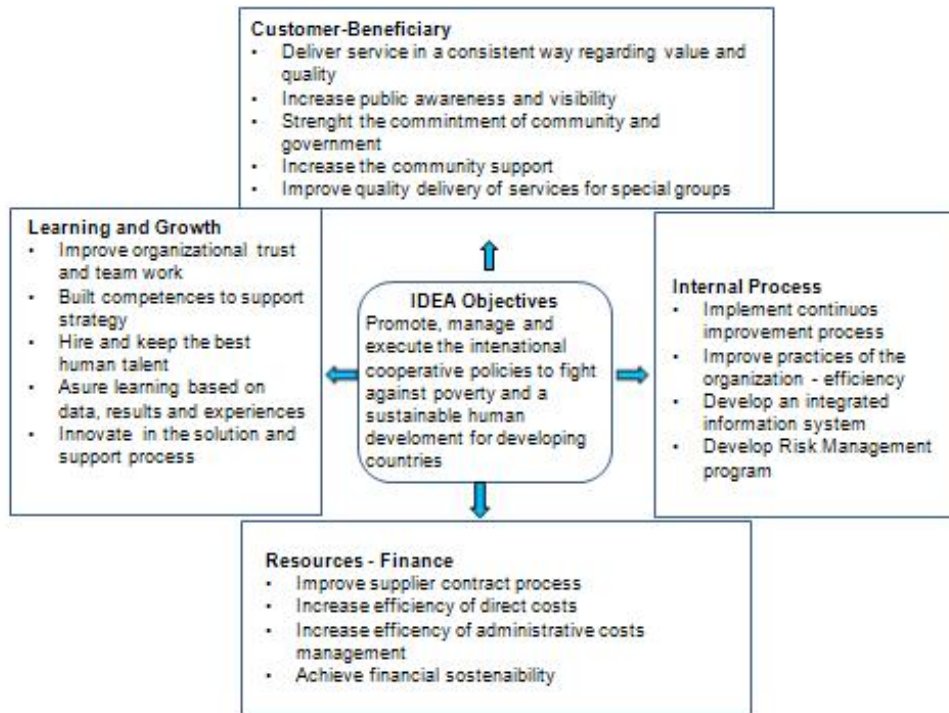 Customer-Beneficiary
• Deliver service in a consistent way regarding value and
quality
• Increase public awareness and visibility
• Strenght the commintment of community and
government
• Increase the community support
• Improve quality delivery of services for special groups
Learning and Growth
• Improve organizational trust
and team work
• Built competences to support
strategy
• Hire and keep the best
human talent
• Asure learning based on
data, results and experiences
• Innovate in the solution and
support process
IDEA Objectives
Promote, manage and
execute the intenational
cooperative policies to fight
against poverty and a
sustainable human
develoment for developing
countries
Internal Process
• Implement continuos
improvement process
• Improve practices of the
organization - efficiency
• Develop an integrated
information system
• Develop Risk Management
program
Resources - Finance
• Improve supplier contract process
• Increase efficiency of direct costs
• Increase efficency of administrative costs
management
• Achieve financial sostenaibility